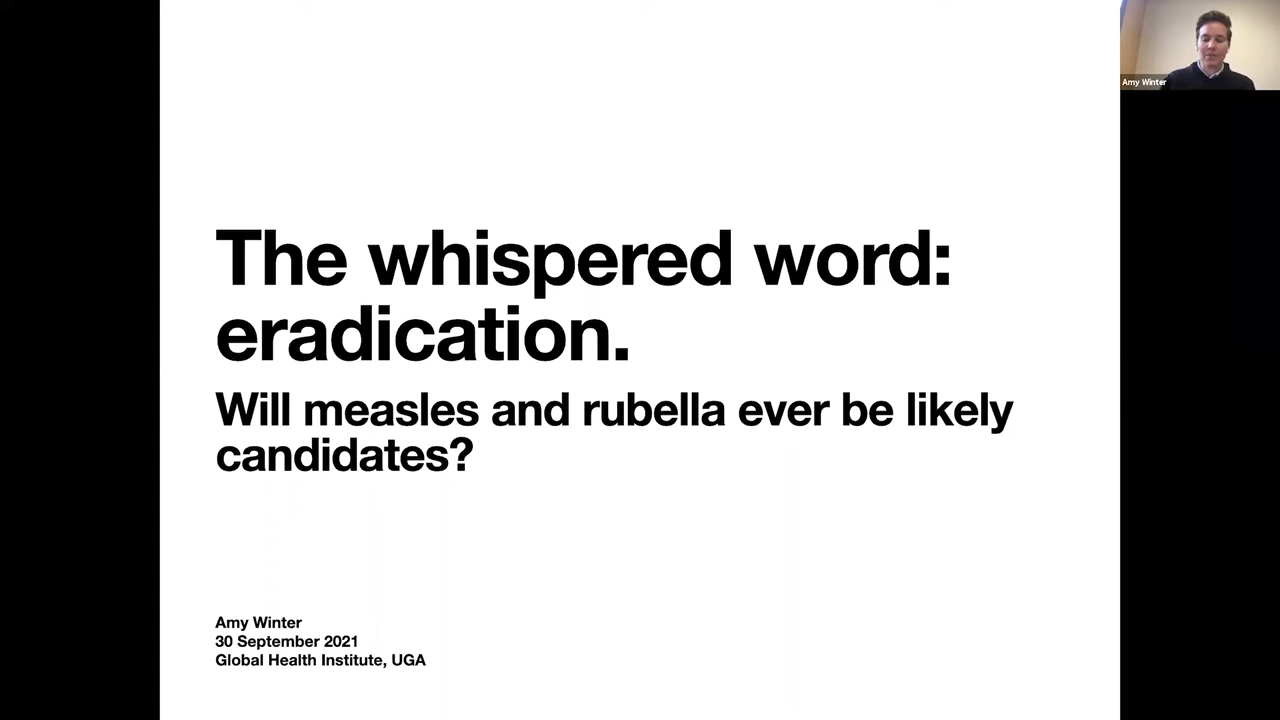 Amy Winter
The whispered word:
eradication.
Will measles and rubella ever be likely
candidates?
Amy Winter
30 September 2021
Global Health Institute, UGA